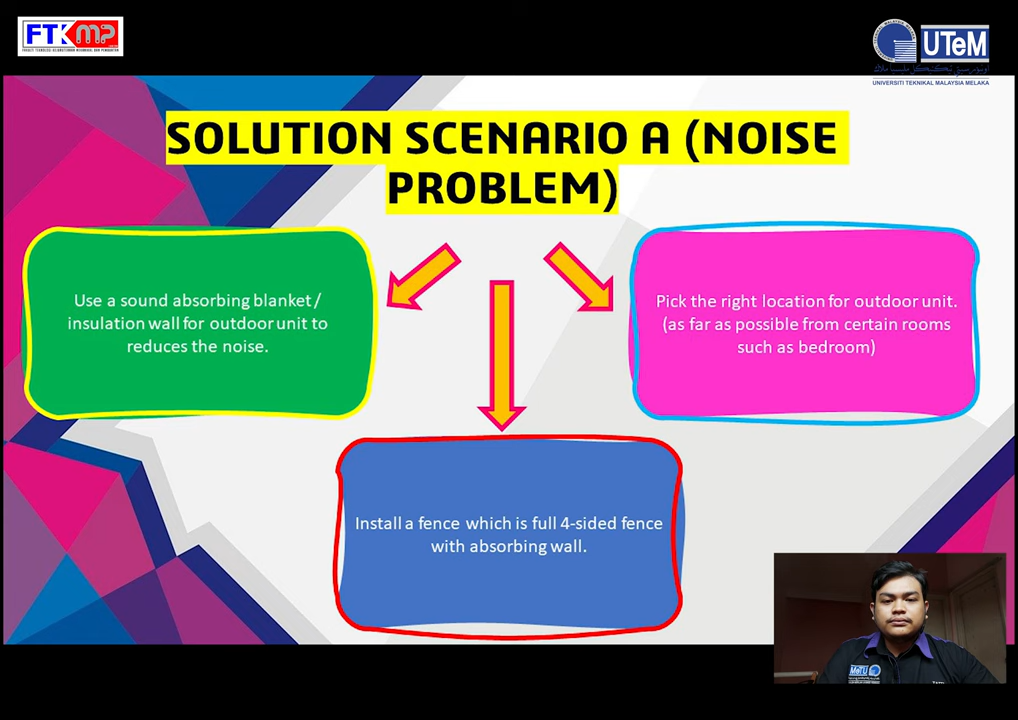 FTKMP
UTeM
UNIVERSITI TEKNIKAL MALAYSIA MELAKA
SOLUTION SCENARIO A (NOISE
PROBLEM)
Use a sound absorbing blanket /
insulation wall for outdoor unit to
reduces the noise.
Pick the right location for outdoor unit.
(as far as possible from certain rooms
such as bedroom)
Install a fence which is full 4-sided fence
with absorbing wall.